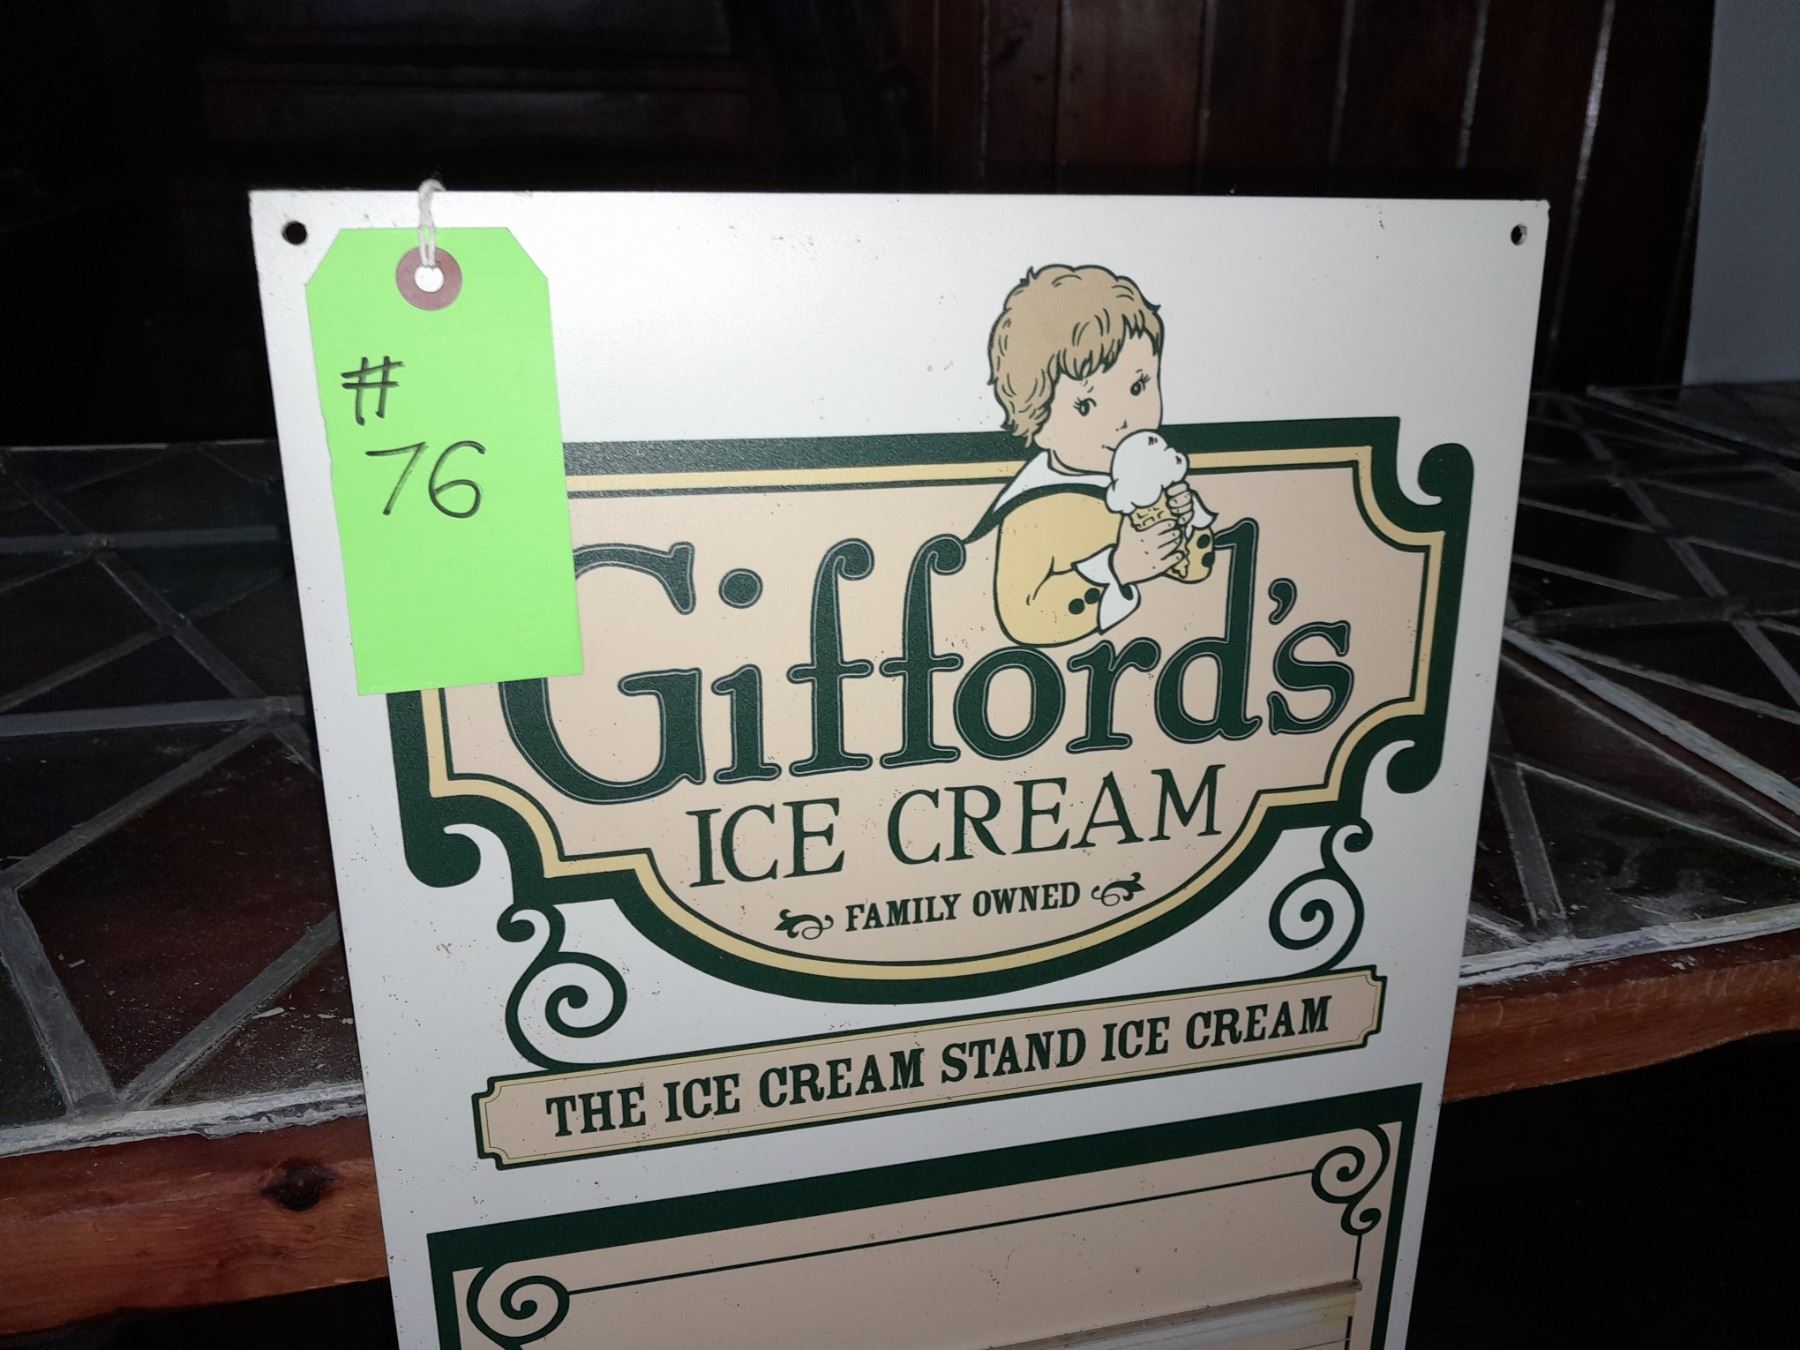 #
76
Gifford's
ICE CREAM
FAMILY OWNED
THE ICE CREAM STAND ICE CREAM